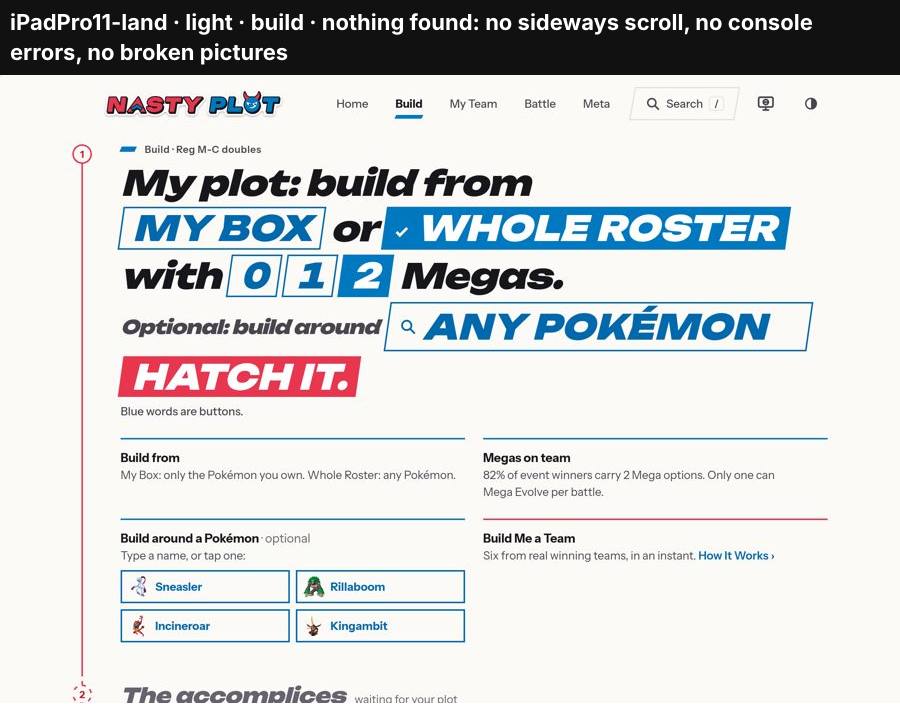 iPadPro11-land · light · build · nothing found: no sideways scroll, no console
errors, no broken pictures
NASTY PLOT
Home
Build
My Team
Battle
Meta
Search /
1
Build · Reg M-C doubles
My plot: build from
MY BOX or WHOLE ROSTER
with 0 1 2 Megas.
Optional: build around ANY POKÉMON
HATCH IT.
Blue words are buttons.
Build from
My Box: only the Pokémon you own. Whole Roster: any Pokémon.
Megas on team
82% of event winners carry 2 Mega options. Only one can
Mega Evolve per battle.
Build around a Pokémon · optional
Type a name, or tap one:
Sneasler
Rillaboom
Incineroar
Kingambit
Build Me a Team
Six from real winning teams, in an instant. How It Works ›
2
The accomplices waiting for your plot